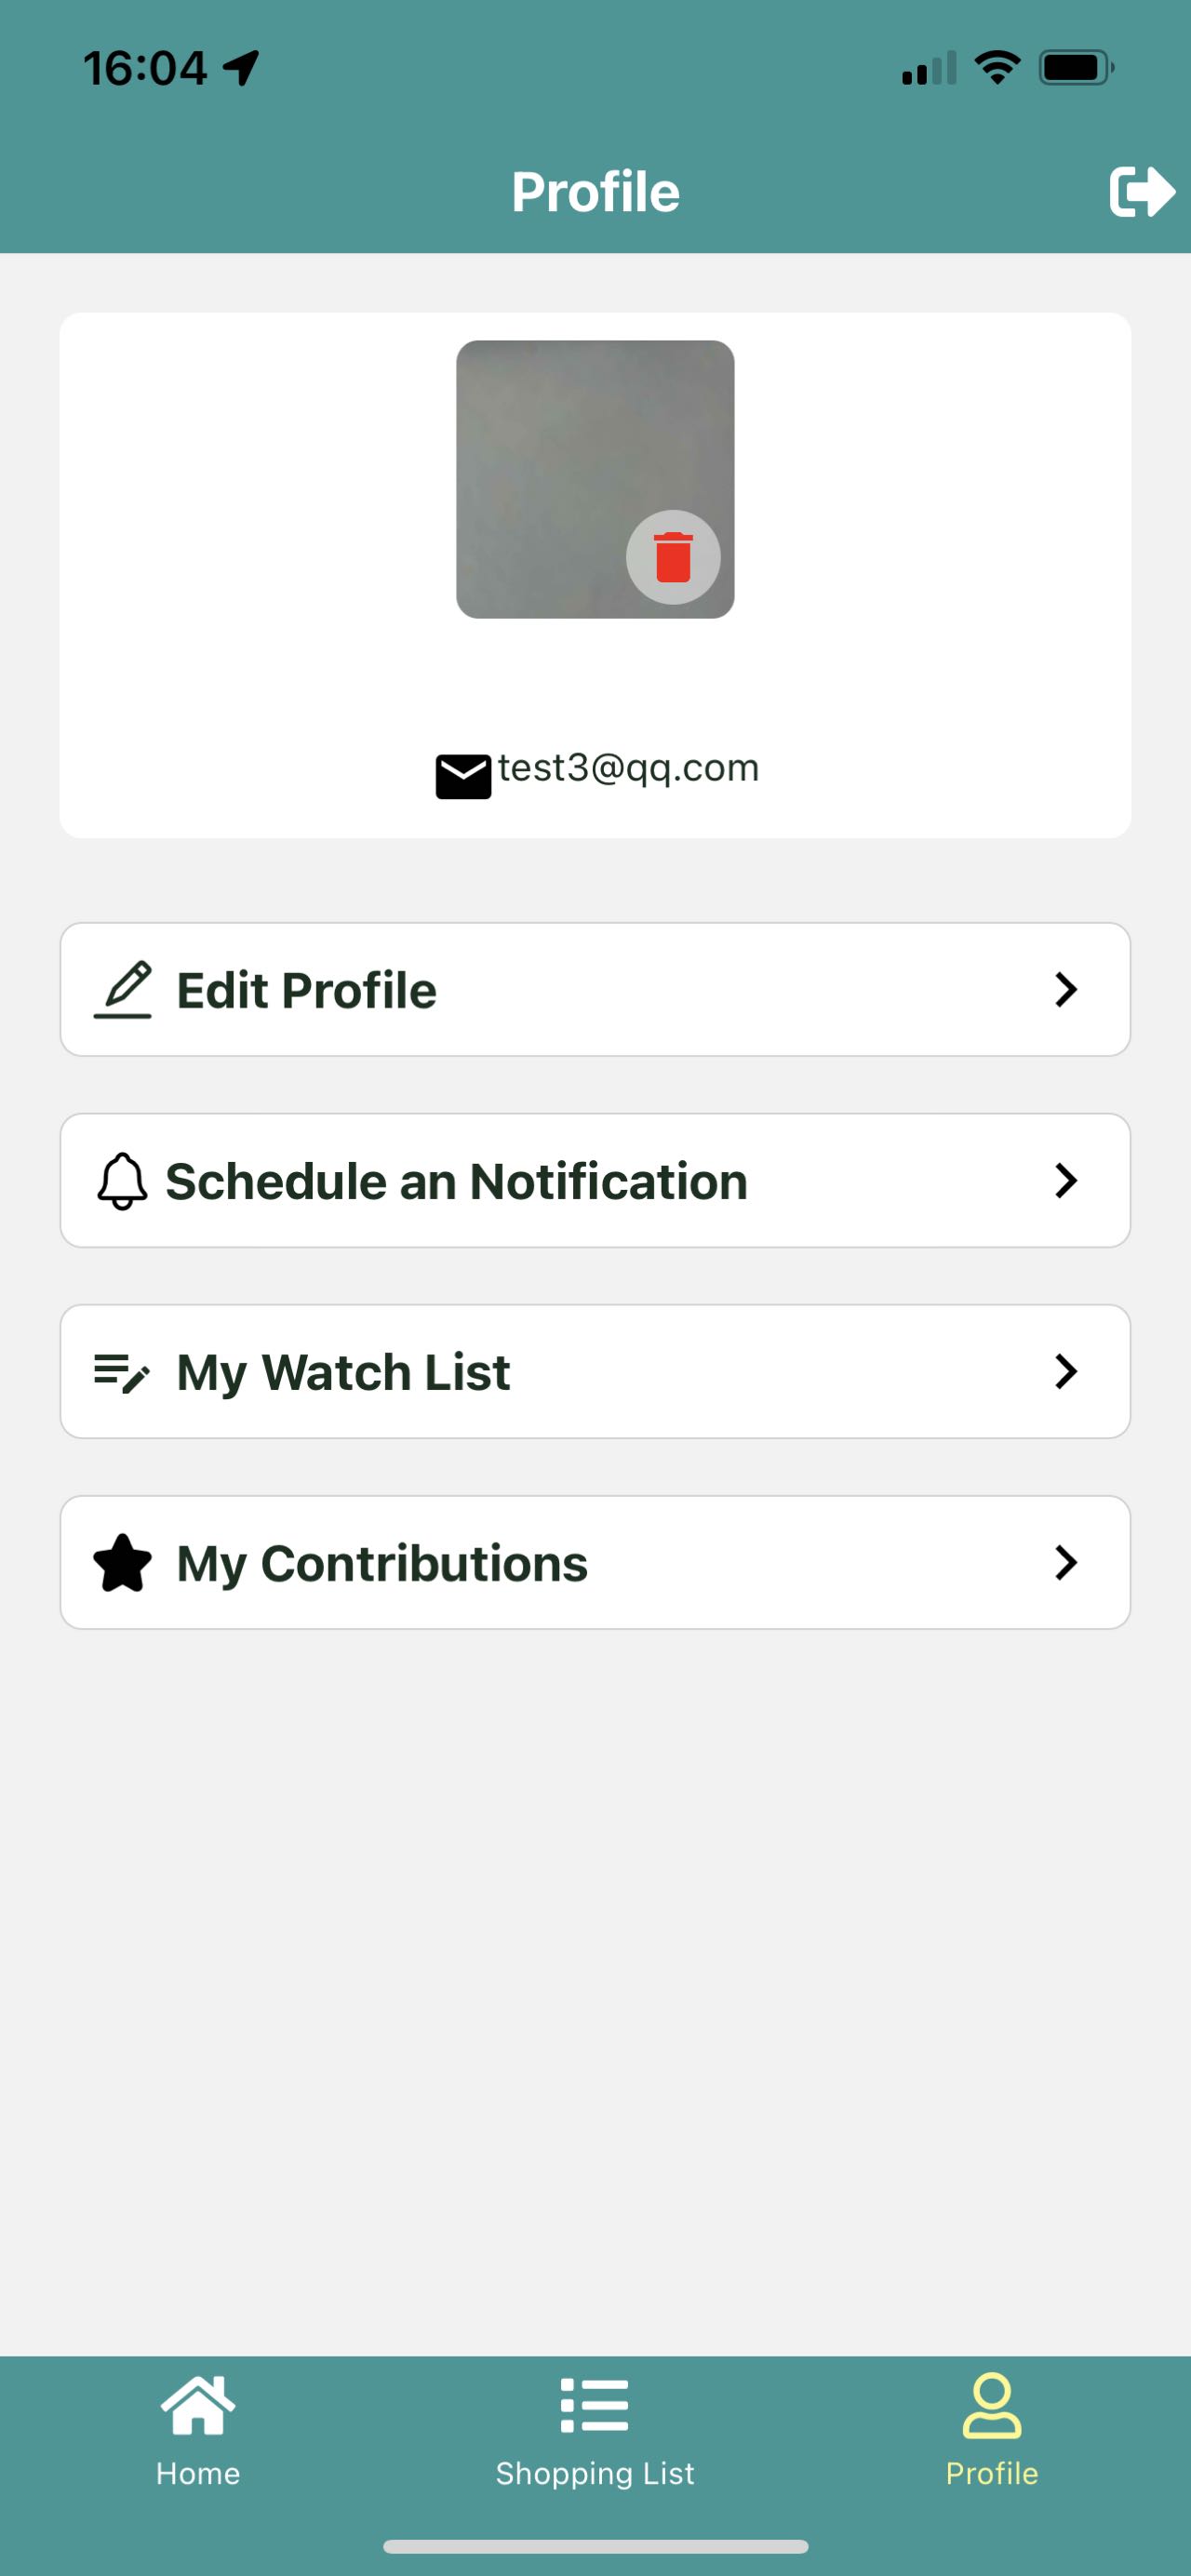 16:04
Profile
test3@qq.com
Edit Profile
Schedule an Notification
My Watch List
My Contributions
Home
Shopping List
Profile